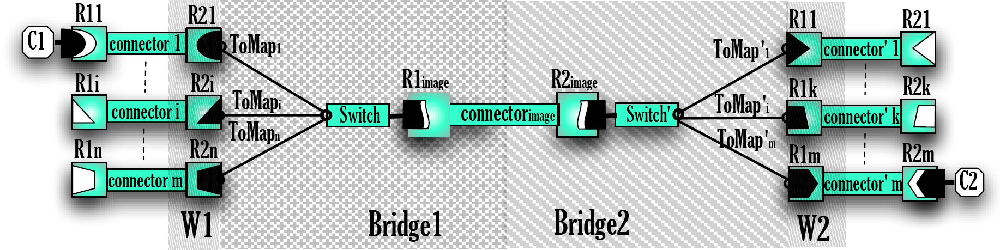 R11
R21
C1
connector 1
ToMap1
R1i
R2i
connector i
ToMapi
ToMapn
R1n
R2n
connector m
W1
Switch
R1image
connectorimage
R2image
Switch'
Bridge1
Bridge2
R11
R21
ToMap'1
connector' 1
R1k
R2k
ToMap'i
connector' k
ToMap'm
R1m
R2m
connector' m
C2
W2